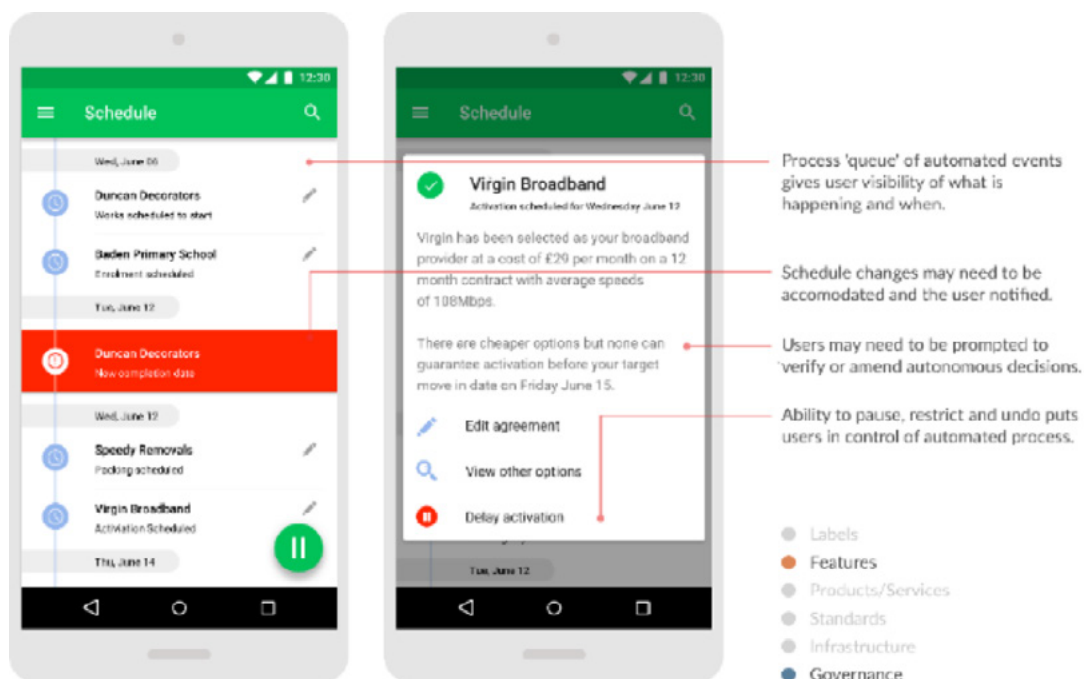 12:30
Schedule
Wed, June 06
Duncan Decorators
Works scheduled to start
Baden Primary School
Enrolment scheduled
Tue, June 12
Duncan Decorators
New completion date
Wed, June 12
Speedy Removals
Packing scheduled
Virgin Broadband
Activiation Scheduled
Thu, June 14
12:30
Schedule
Virgin Broadband
Activation scheduled for Wednesday June 12
Virgin has been selected as your broadband
provider at a cost of £29 per month on a 12
month contract with average speeds
of 108Mbps.
There are cheaper options but none can
guarantee activation before your target
move in date on Friday June 15.
Edit agreement
View other options
Delay activation
Tue, June 12
Process 'queue' of automated events
gives user visibility of what is
happening and when.
Schedule changes may need to be
accomodated and the user notified.
Users may need to be prompted to
verify or amend autonomous decisions.
Ability to pause, restrict and undo puts
users in control of automated process.
Labels
Features
Products/Services
Standards
Infrastructure
Governance